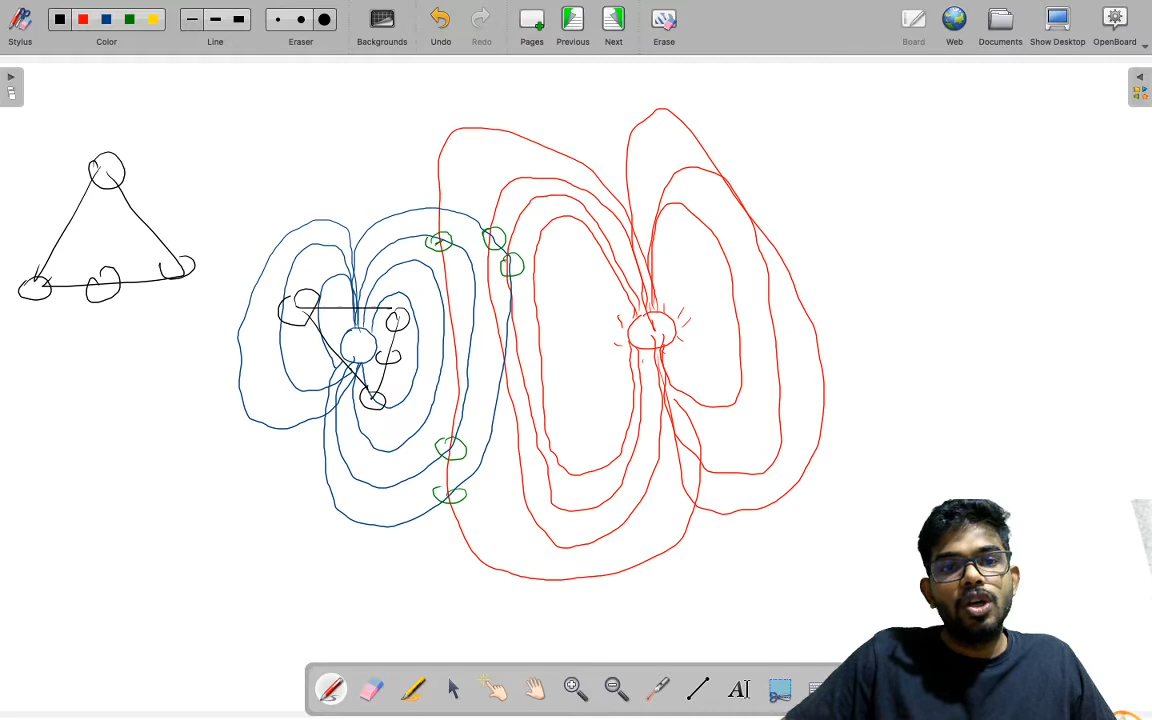 Stylus
Color
Line
Eraser
Backgrounds
Undo
Redo
Pages
Previous
Next
Erase
Board
Web
Documents
Show Desktop
OpenBoard